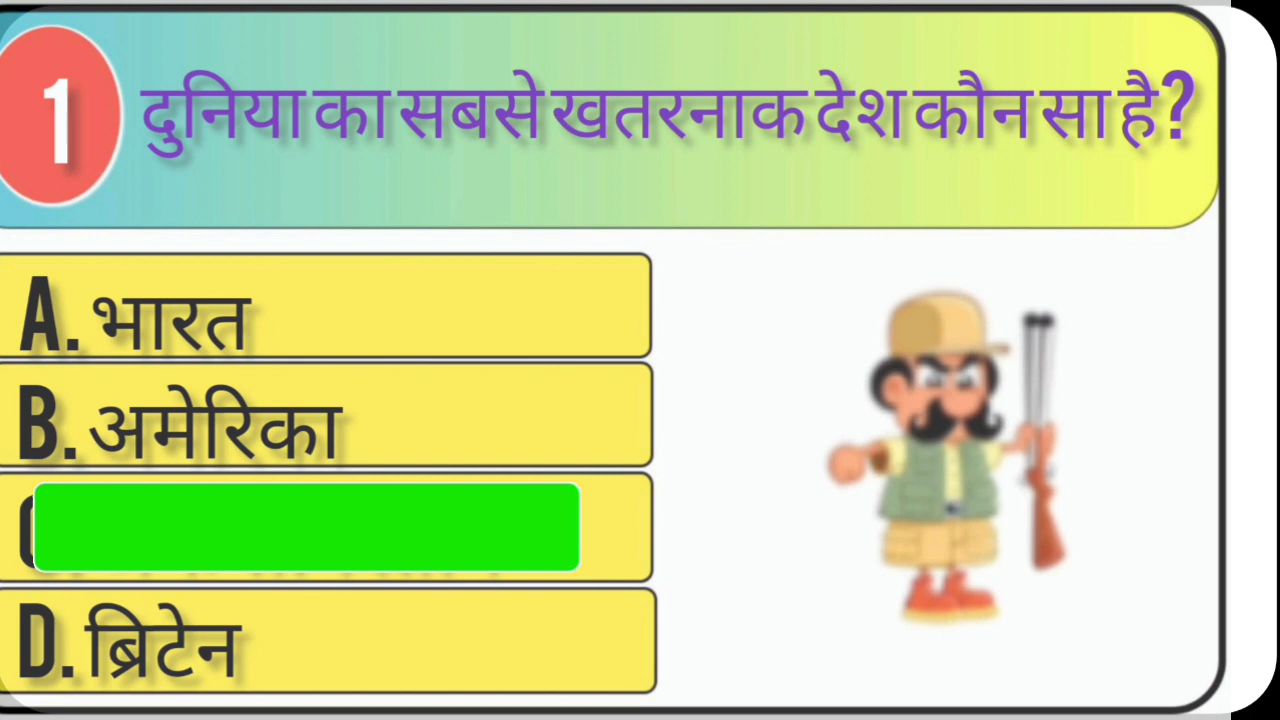 1 दुनिया का सबसे खतरनाक देश कौन सा है?
A. भारत
B. अमेरिका
D. ब्रिटेन